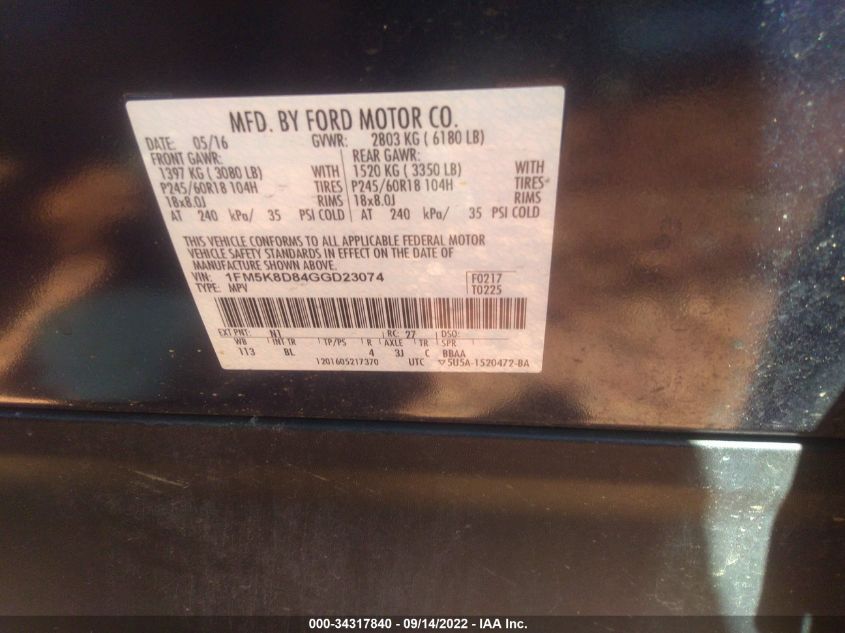 MFD. BY FORD MOTOR CO.
DATE: 05/16 GVWR: 2803 KG ( 6180 LB)
FRONT GAWR: REAR GAWR:
1397 KG ( 3080 LB) WITH 1520 KG ( 3350 LB) WITH
P245/60R18 104H TIRES P245/60R18 104H TIRES*
18x8.0J RIMS 18x8.0J RIMS
AT 240 kPa/ 35 PSI COLD AT 240 kPa/ 35 PSI COLD
THIS VEHICLE CONFORMS TO ALL APPLICABLE FEDERAL MOTOR
VEHICLE SAFETY STANDARDS IN EFFECT ON THE DATE OF
MANUFACTURE SHOWN ABOVE.
VIN: 1FM5K8D84GGD23074 F0217
TYPE: MPV T0225
EXT PNT: N1 RC: 27 DSO:
WB INT TR TP/PS R AXLE TR SPR
113 BL 4 3J C BBAA
1201605217370 UTC ▽5U5A-1520472-BA
000-34317840 - 09/14/2022 - IAA Inc.